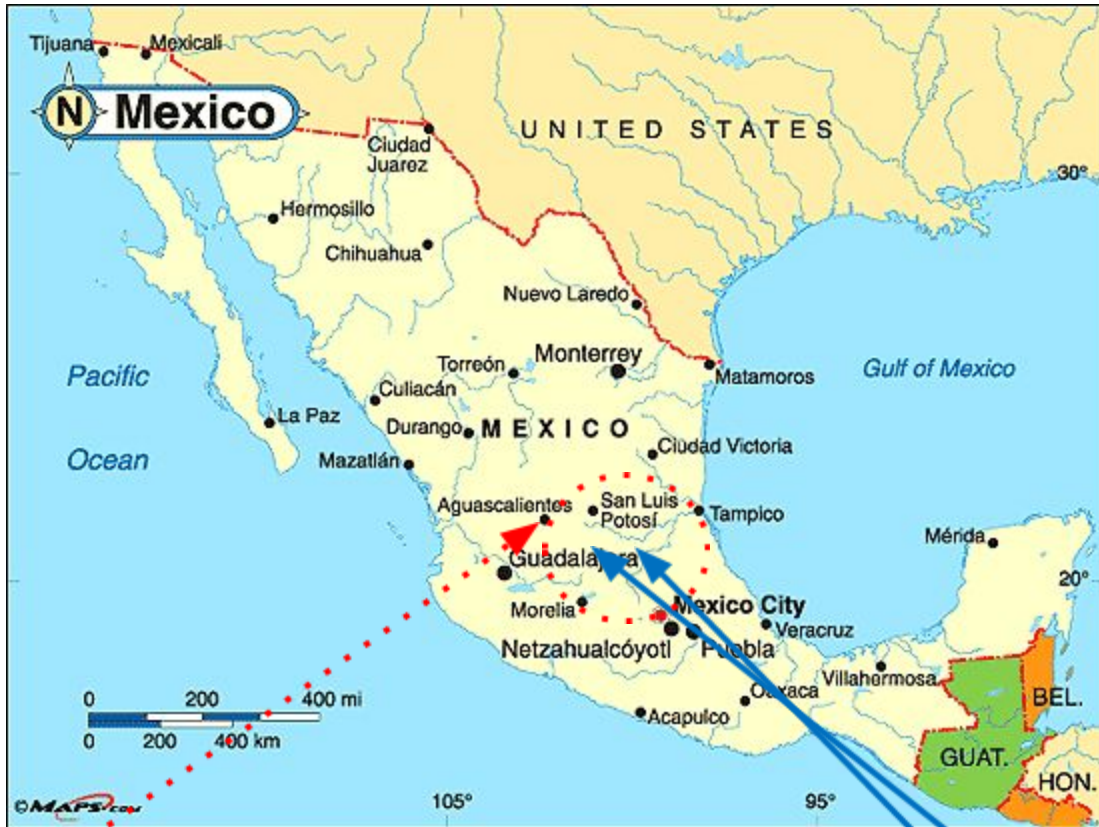 Tijuana
Mexicali
N
Mexico
Ciudad
Juarez
UNITED STATES
30°
Hermosillo
Chihuahua
Nuevo Laredo
Monterrey
Torreón
Matamoros
Gulf of Mexico
Pacific
Ocean
Culiacán
La Paz
Durango
MEXICO
Ciudad Victoria
Mazatlán
Aguascalientes
San Luis
Potosí
Tampico
Mérida
Guadalajara
20°
Morelia
Mexico City
Netzahualcóyotl
Puebla
Veracruz
Villahermosa
Oaxaca
Acapulco
BEL.
GUAT.
HON.
0 200 400 mi
0 200 400 km
©MAPS.com
105°
95°